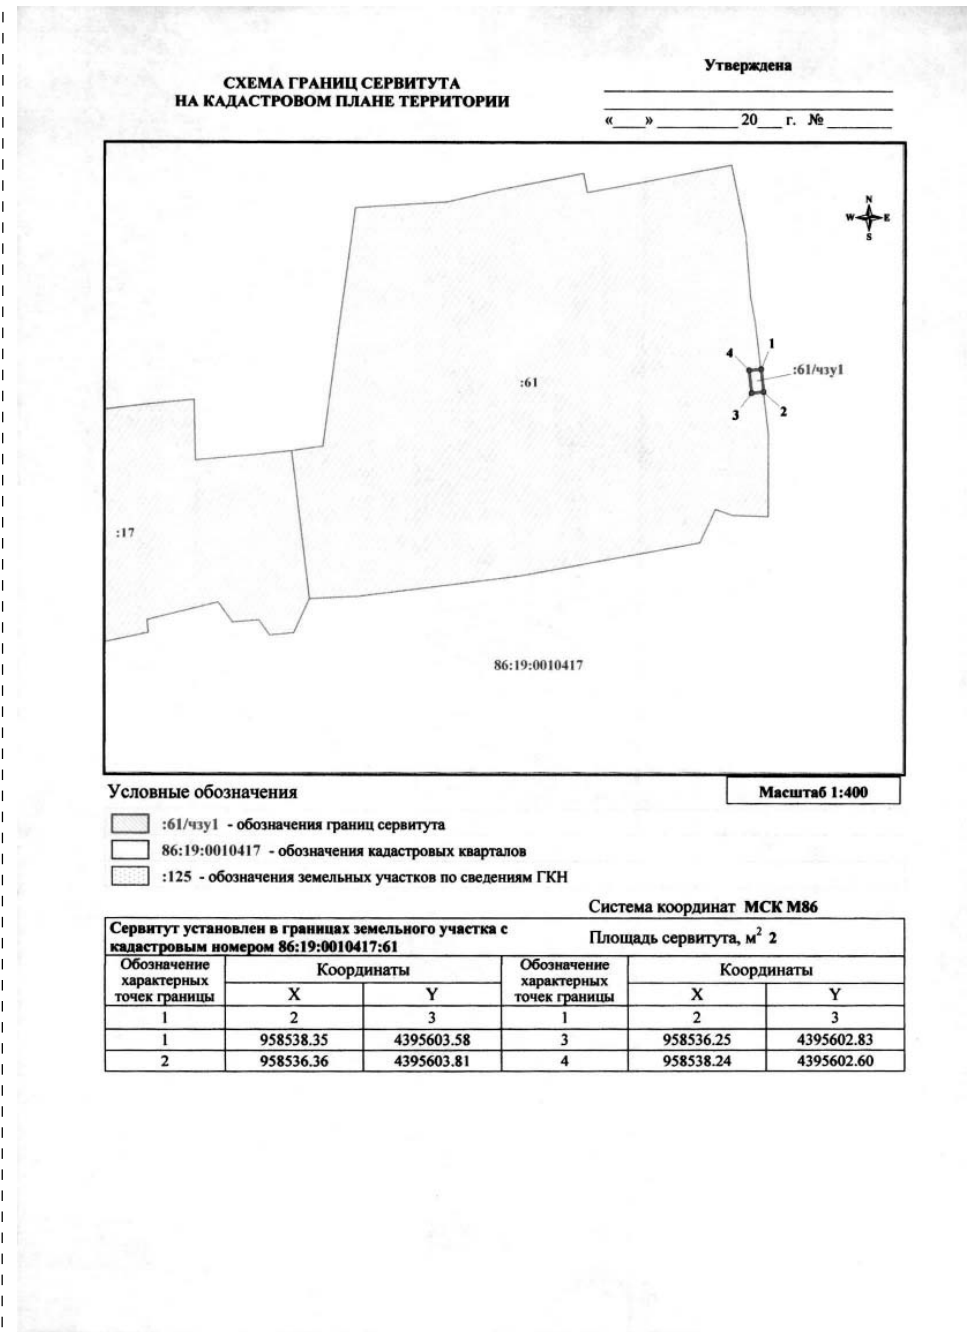 Утверждена
СХЕМА ГРАНИЦ СЕРВИТУТА
НА КАДАСТРОВОМ ПЛАНЕ ТЕРРИТОРИИ
«____» __________ 20___ г. № ________
N
W E
S
1
4
:61/чзу1
:61
3
2
:17
86:19:0010417
Условные обозначения
Масштаб 1:400
:61/чзу1 - обозначения границ сервитута
86:19:0010417 - обозначения кадастровых кварталов
:125 - обозначения земельных участков по сведениям ГКН
Система координат МСК М86
Сервитут установлен в границах земельного участка с
кадастровым номером 86:19:0010417:61
Площадь сервитута, м² 2
Обозначение характерных точек границы Координаты Обозначение характерных точек границы Координаты
X Y X Y
1 2 3 1 2 3
1 958538.35 4395603.58 3 958536.25 4395602.83
2 958536.36 4395603.81 4 958538.24 4395602.60